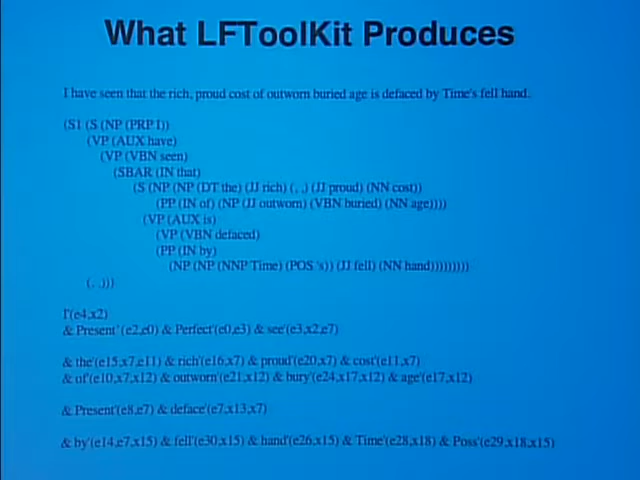 What LFToolKit Produces
I have seen that the rich, proud cost of outworn buried age is defaced by Time's fell hand.
(S1 (S (NP (PRP I))
(VP (AUX have)
(VP (VBN seen)
(SBAR (IN that)
(S (NP (NP (DT the) (JJ rich) (, ,) (JJ proud) (NN cost))
(PP (IN of) (NP (JJ outworn) (VBN buried) (NN age))))
(VP (AUX is)
(VP (VBN defaced)
(PP (IN by)
(NP (NP (NNP Time) (POS 's)) (JJ fell) (NN hand)))))))))
(. .)))
I'(e4,x2)
& Present'(e2,e0) & Perfect'(e0,e3) & see'(e3,x2,e7)
& the'(e15,x7,e11) & rich'(e16,x7) & proud'(e20,x7) & cost'(e11,x7)
& of'(e10,x7,x12) & outworn'(e21,x12) & bury'(e24,x17,x12) & age'(e17,x12)
& Present'(e8,e7) & deface'(e7,x13,x7)
& by'(e14,e7,x15) & fell'(e30,x15) & hand'(e26,x15) & Time'(e28,x18) & Poss'(e29,x18,x15)